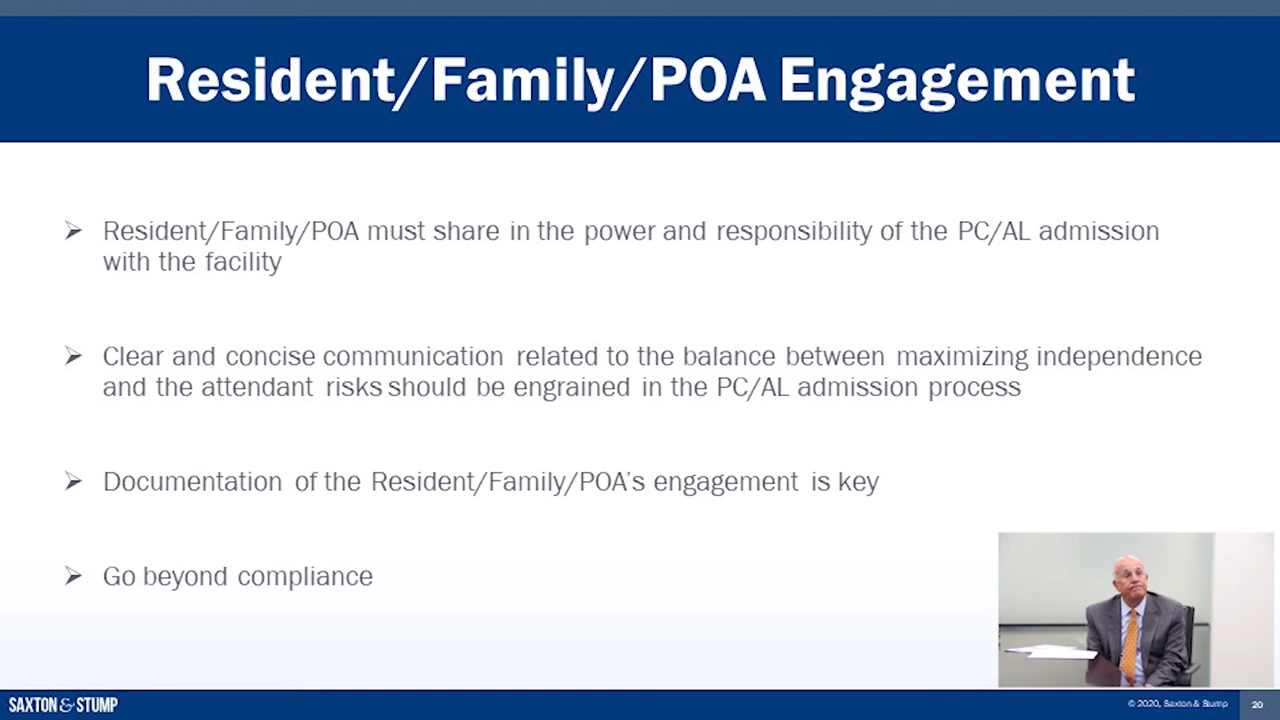 Resident/Family/POA Engagement
Resident/Family/POA must share in the power and responsibility of the PC/AL admission
with the facility
Clear and concise communication related to the balance between maximizing independence
and the attendant risks should be engrained in the PC/AL admission process
Documentation of the Resident/Family/POA's engagement is key
Go beyond compliance
SAXTON & STUMP
© 2020, Saxton & Stump
20